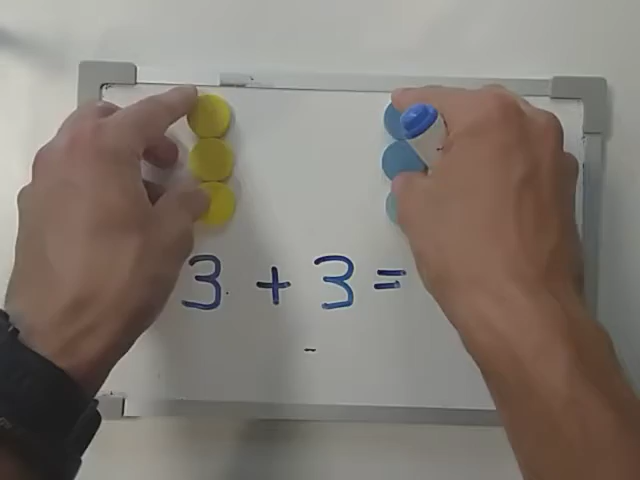 3 + 3 =